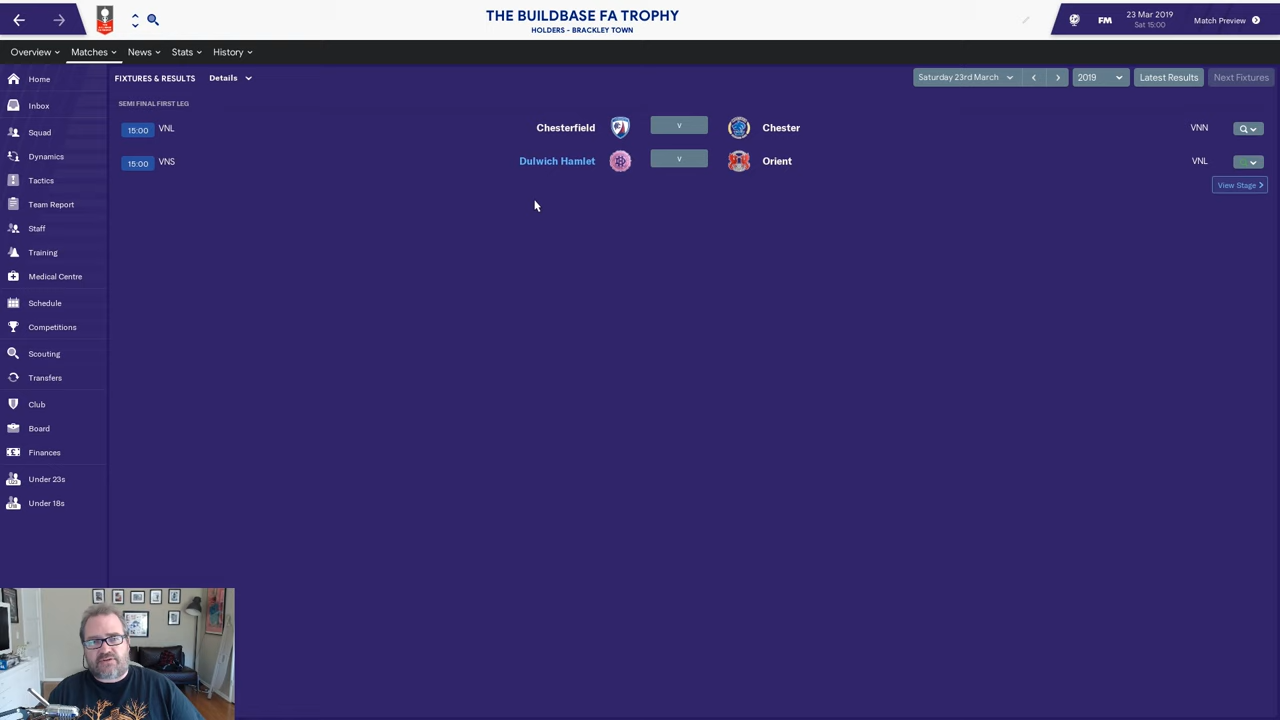 THE BUILDBASE FA TROPHY
HOLDERS - BRACKLEY TOWN
FM
23 Mar 2019
Sat 15:00
Match Preview
Overview
Matches
News
Stats
History
Home
Inbox
Squad
Dynamics
Tactics
Team Report
Staff
Training
Medical Centre
Schedule
Competitions
Scouting
Transfers
Club
Board
Finances
Under 23s
Under 18s
FIXTURES & RESULTS Details
Saturday 23rd March
2019
Latest Results
Next Fixtures
SEMI FINAL FIRST LEG
15:00 VNL Chesterfield v Chester VNN
15:00 VNS Dulwich Hamlet v Orient VNL
View Stage